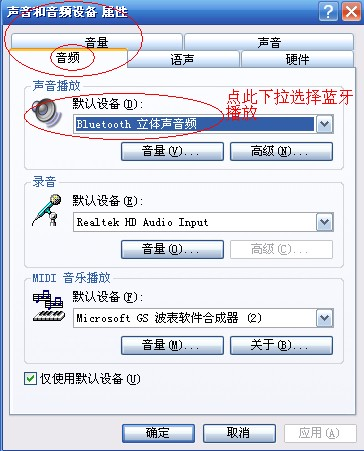 声音和音频设备 属性
音量
声音
音频
语声
硬件
声音播放
默认设备(D):
点此下拉选择蓝牙
播放
Bluetooth 立体声音频
音量(V)...
高级(N)...
录音
默认设备(E):
Realtek HD Audio Input
音量(O)...
高级(C)...
MIDI 音乐播放
默认设备(F):
Microsoft GS 波表软件合成器 (2)
音量(M)...
关于(B)...
仅使用默认设备(U)
确定
取消
应用(A)